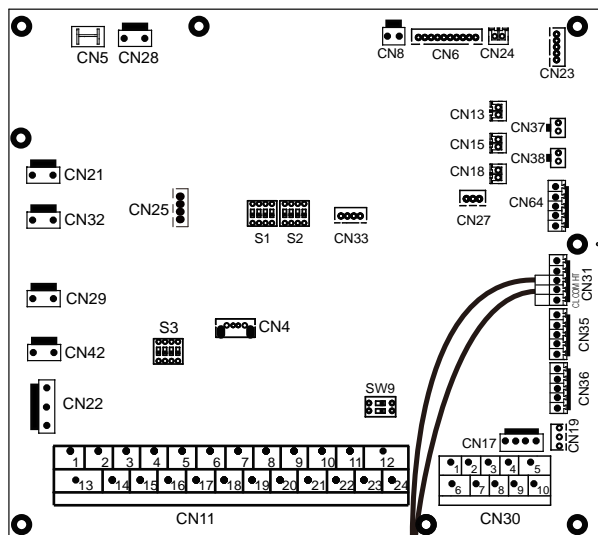 CN5
CN28
CN8
CN6
CN24
CN23
CN13
CN37
CN15
CN38
CN18
CN21
CN32
CN25
S1
S2
CN33
CN27
CN64
CN31
CL COM HT
CN29
CN4
CN35
S3
CN42
CN36
CN22
SW9
CN17
CN19
1 2 3 4 5 6 7 8 9 10 11 12
13 14 15 16 17 18 19 20 21 22 23 24
CN11
1 2 3 4 5
6 7 8 9 10
CN30